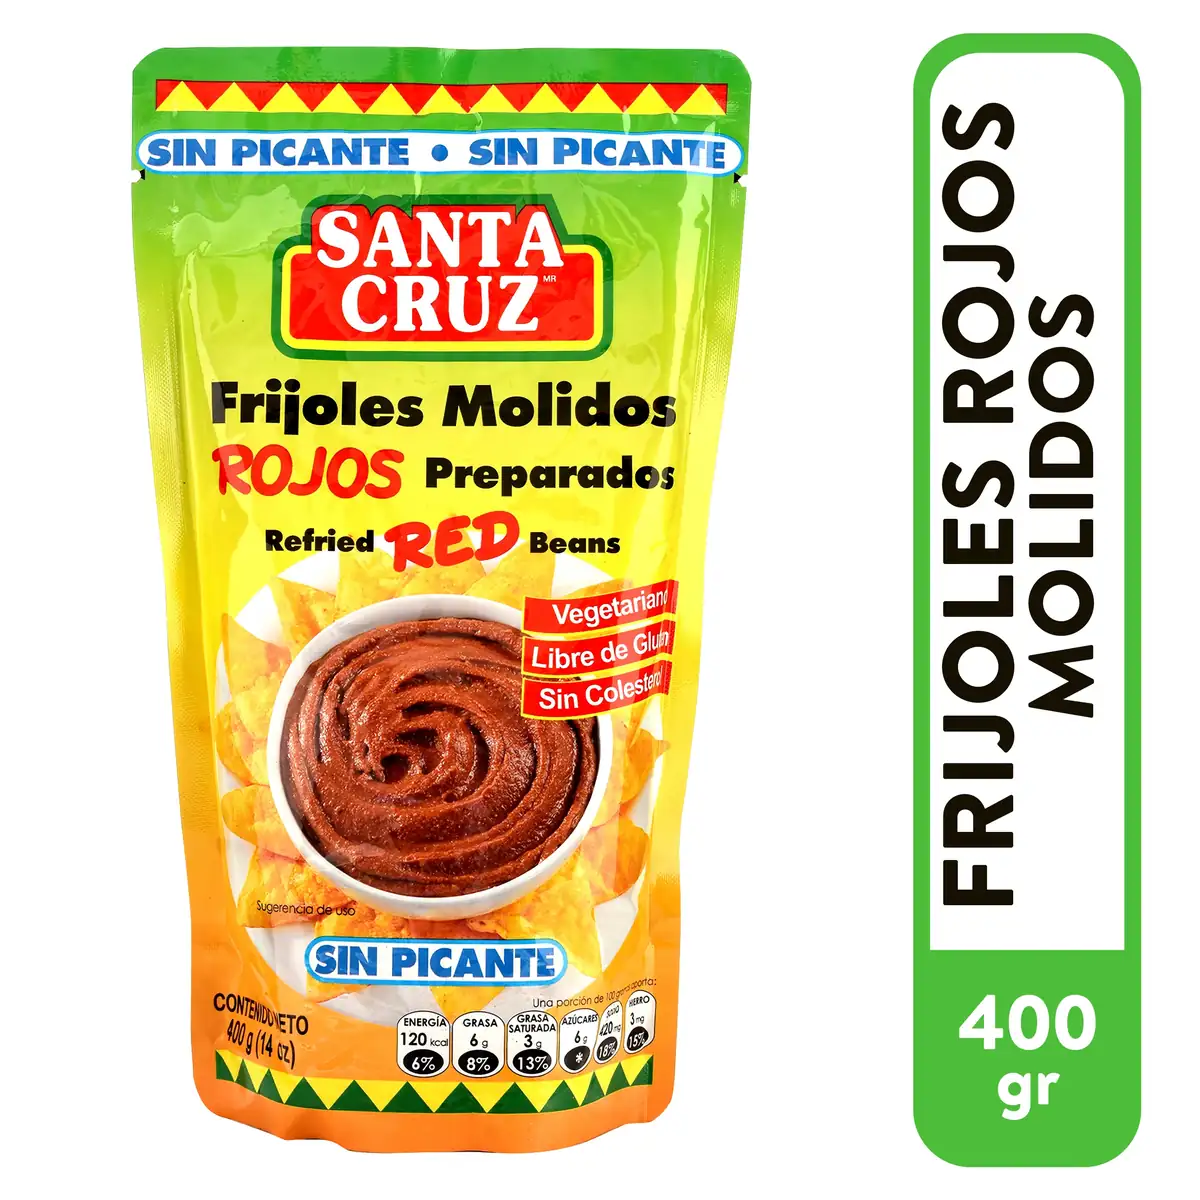 SIN PICANTE • SIN PICANTE
SANTA
CRUZ MR
Frijoles Molidos
ROJOS Preparados
Refried RED Beans
Vegetariano
Libre de Gluten
Sin Colesterol
Sugerencia de uso
SIN PICANTE
CONTENIDO NETO
400 g (14 oz)
Una porción de 100 gramos aporta:
ENERGÍA
120 kcal
6%
GRASA
6 g
8%
GRASA
SATURADA
3 g
13%
AZÚCARES
6 g
*
SODIO
420 mg
18%
HIERRO
3 mg
15%
FRIJOLES ROJOS
MOLIDOS
400
gr